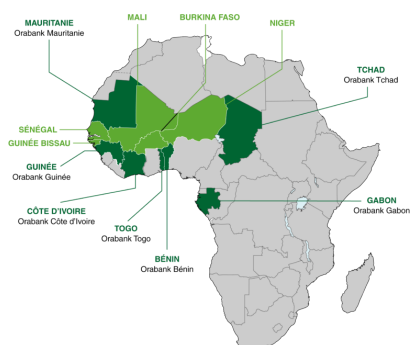 MAURITANIE
Orabank Mauritanie
MALI
BURKINA FASO
NIGER
TCHAD
Orabank Tchad
SÉNÉGAL
GUINÉE BISSAU
GUINÉE
Orabank Guinée
CÔTE D'IVOIRE
Orabank Côte d'Ivoire
TOGO
Orabank Togo
BÉNIN
Orabank Bénin
GABON
Orabank Gabon